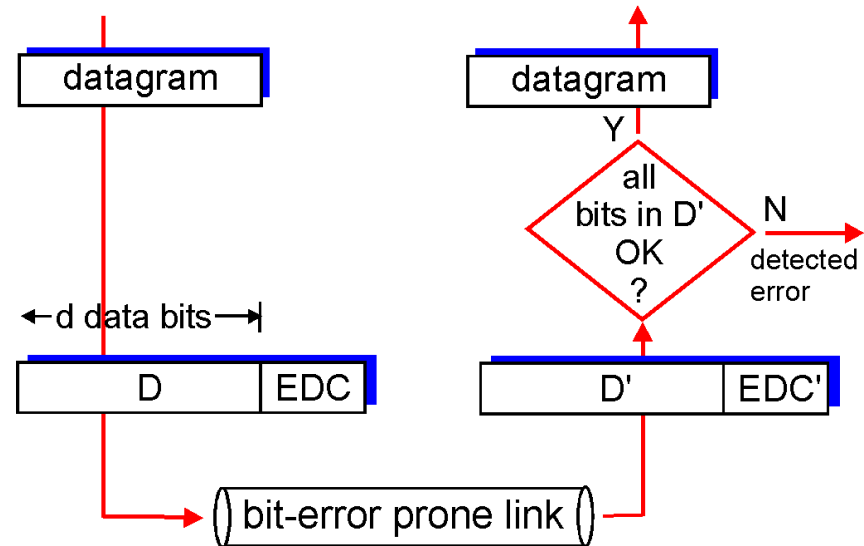 datagram
d data bits
D EDC
bit-error prone link
D' EDC'
all
bits in D'
OK
?
Y
N
detected
error
datagram